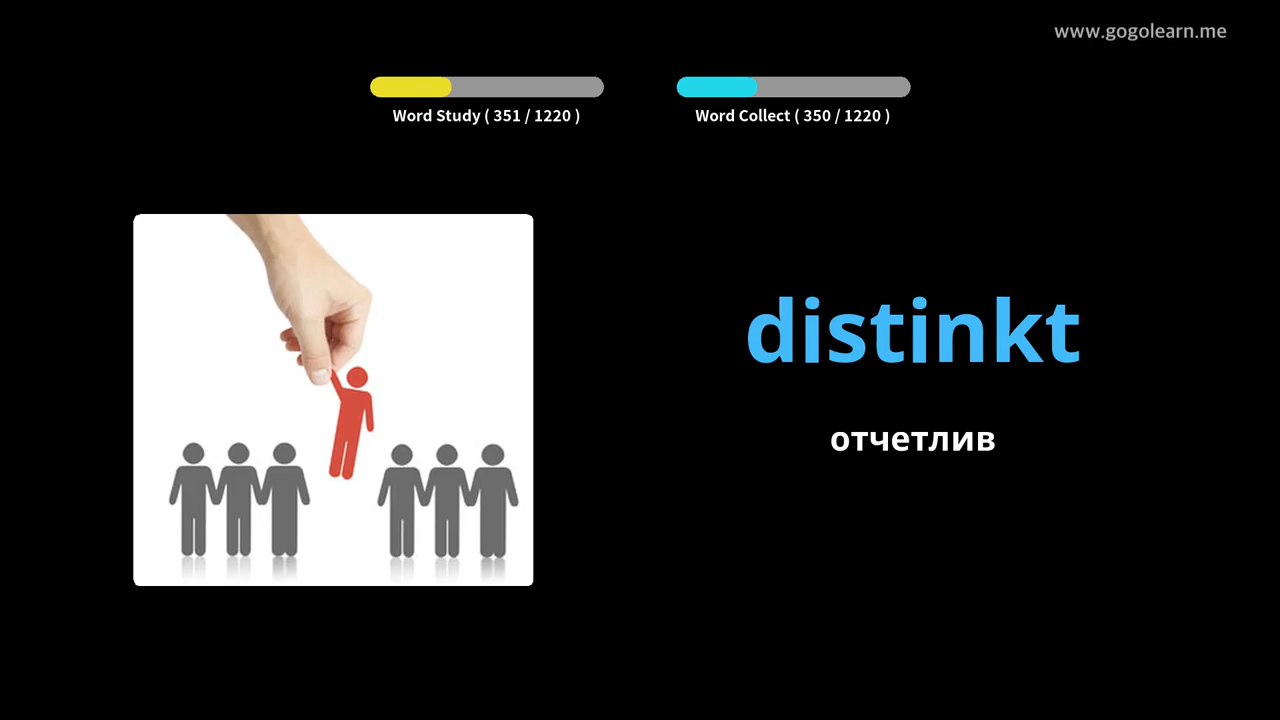 www.gogolearn.me
Word Study ( 351 / 1220 )
Word Collect ( 350 / 1220 )
distinkt
отчетлив